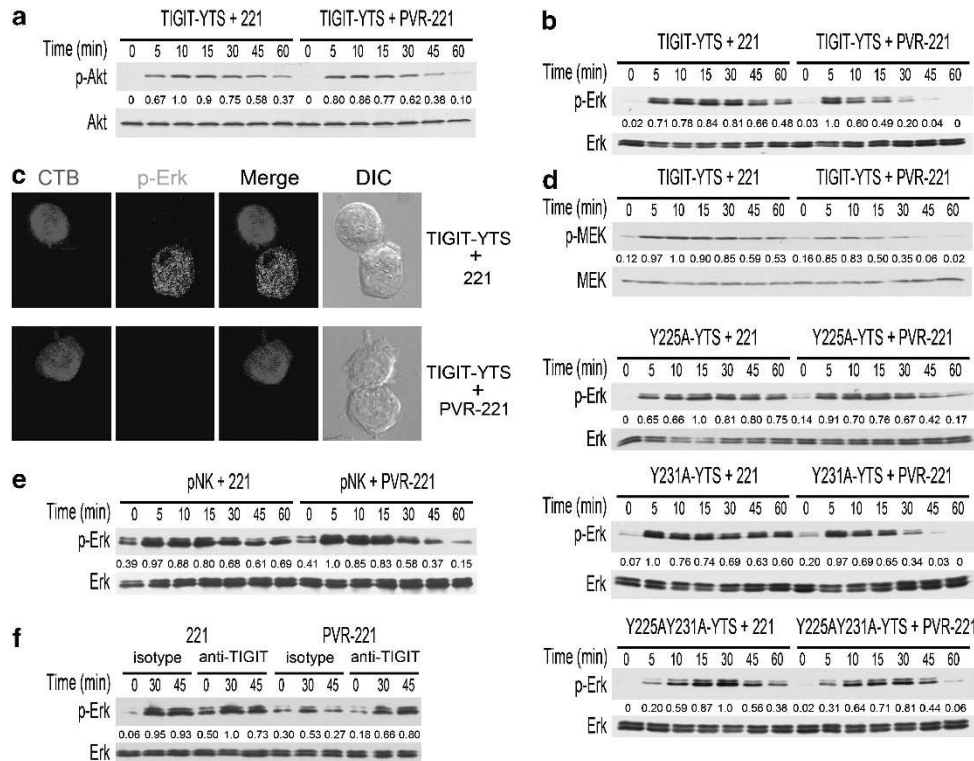 a
TIGIT-YTS + 221 TIGIT-YTS + PVR-221
Time (min) 0 5 10 15 30 45 60 0 5 10 15 30 45 60
p-Akt
0 0.67 1.0 0.9 0.75 0.58 0.37 0 0.80 0.86 0.77 0.62 0.38 0.10
Akt
b
TIGIT-YTS + 221 TIGIT-YTS + PVR-221
Time (min) 0 5 10 15 30 45 60 0 5 10 15 30 45 60
p-Erk
0.02 0.71 0.78 0.84 0.81 0.66 0.48 0.03 1.0 0.60 0.49 0.20 0.04 0
Erk
c
CTB p-Erk Merge DIC
TIGIT-YTS
+
221
TIGIT-YTS
+
PVR-221
d
TIGIT-YTS + 221 TIGIT-YTS + PVR-221
Time (min) 0 5 10 15 30 45 60 0 5 10 15 35 45 60
p-MEK
0.12 0.97 1.0 0.90 0.85 0.59 0.53 0.16 0.85 0.83 0.50 0.35 0.06 0.02
MEK
Y225A-YTS + 221 Y225A-YTS + PVR-221
Time (min) 0 5 10 15 30 45 60 0 5 10 15 30 45 60
p-Erk
0 0.65 0.66 1.0 0.81 0.80 0.75 0.14 0.91 0.70 0.76 0.67 0.42 0.17
Erk
Y231A-YTS + 221 Y231A-YTS + PVR-221
Time (min) 0 5 10 15 30 45 60 0 5 10 15 30 45 60
p-Erk
0.07 1.0 0.76 0.74 0.69 0.63 0.60 0.20 0.97 0.69 0.65 0.34 0.03 0
Erk
Y225AY231A-YTS + 221 Y225AY231A-YTS + PVR-221
Time (min) 0 5 10 15 30 45 60 0 5 10 15 30 45 60
p-Erk
0 0.20 0.59 0.87 1.0 0.56 0.38 0.02 0.31 0.64 0.71 0.81 0.44 0.06
Erk
e
pNK + 221 pNK + PVR-221
Time (min) 0 5 10 15 30 45 60 0 5 10 15 30 45 60
p-Erk
0.39 0.97 0.88 0.80 0.68 0.61 0.69 0.41 1.0 0.85 0.83 0.58 0.37 0.15
Erk
f
221 PVR-221
isotype anti-TIGIT isotype anti-TIGIT
Time (min) 0 30 45 0 30 45 0 30 45 0 30 45
p-Erk
0.06 0.95 0.93 0.50 1.0 0.73 0.30 0.53 0.27 0.18 0.66 0.80
Erk